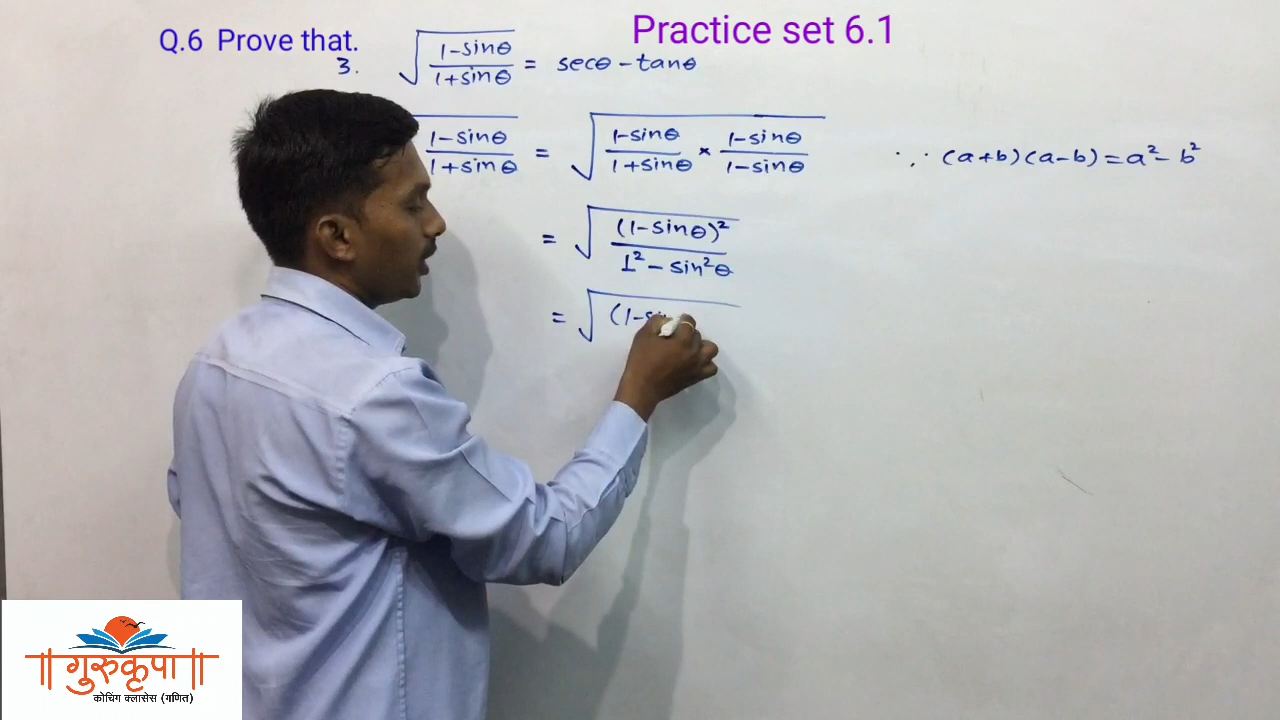 Practice set 6.1
Q.6 Prove that.
3. √((1-sinθ)/(1+sinθ)) = secθ - tanθ
(1-sinθ)/(1+sinθ) = √((1-sinθ)/(1+sinθ) × (1-sinθ)/(1-sinθ)) ∵ (a+b)(a-b) = a² - b²
= √((1-sinθ)²/(1² - sin²θ))
= √(1-
॥ गुरुकृपा ॥
कोचिंग क्लासेस (गणित)